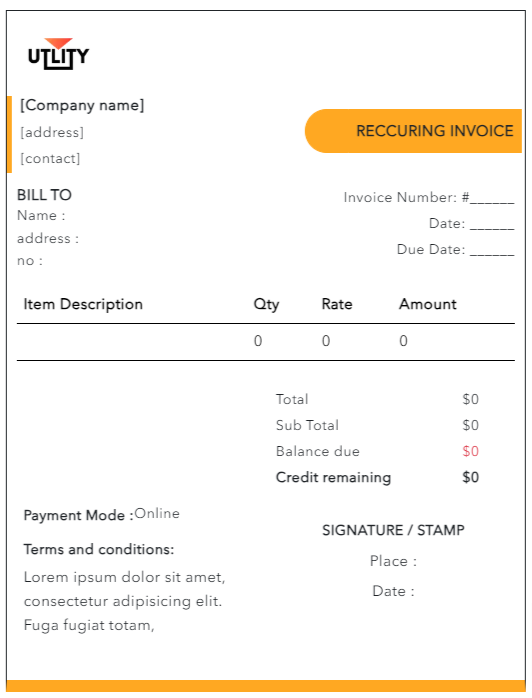 UTLITY
[Company name]
[address]
[contact]
RECCURING INVOICE
BILL TO
Name :
address :
no :
Invoice Number: #______
Date: ______
Due Date: ______
Item Description Qty Rate Amount
0 0 0
Total $0
Sub Total $0
Balance due $0
Credit remaining $0
Payment Mode :Online
Terms and conditions:
Lorem ipsum dolor sit amet,
consectetur adipisicing elit.
Fuga fugiat totam,
SIGNATURE / STAMP
Place :
Date :